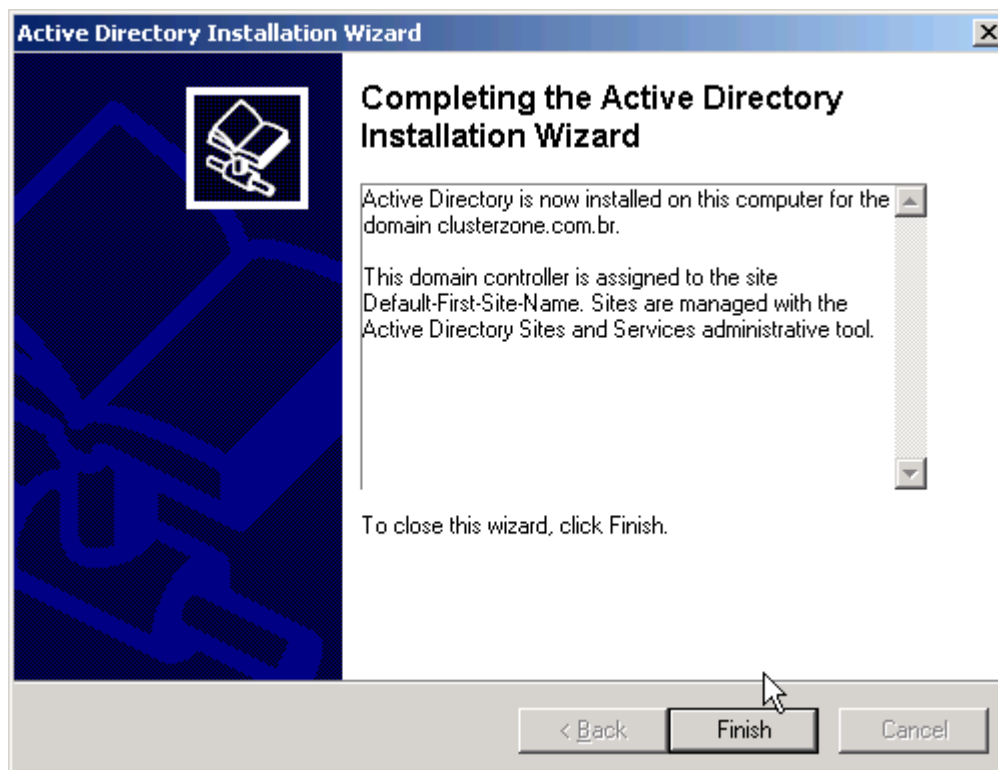 Active Directory Installation Wizard
Completing the Active Directory
Installation Wizard
Active Directory is now installed on this computer for the
domain clusterzone.com.br.
This domain controller is assigned to the site
Default-First-Site-Name. Sites are managed with the
Active Directory Sites and Services administrative tool.
To close this wizard, click Finish.
< Back
Finish
Cancel